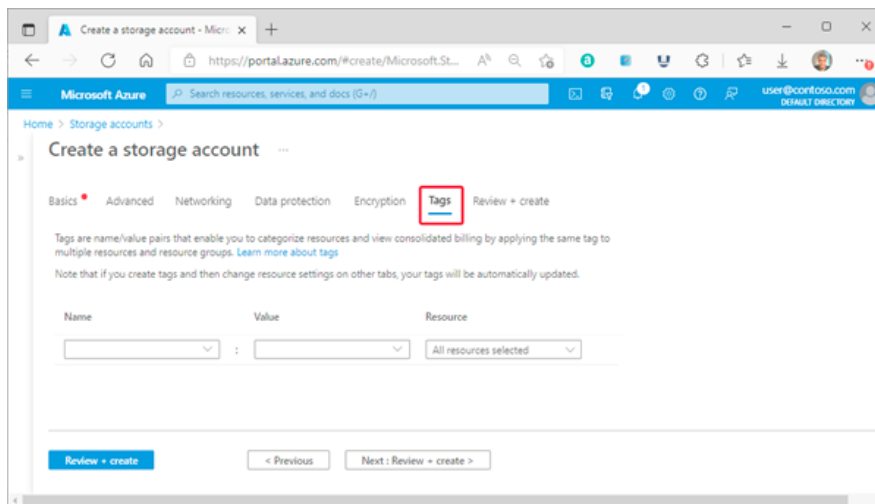 Create a storage account - Micr
https://portal.azure.com/#create/Microsoft.St...
Microsoft Azure
Search resources, services, and docs (G+/)
user@contoso.com
DEFAULT DIRECTORY
Home > Storage accounts >
Create a storage account ...
Basics Advanced Networking Data protection Encryption Tags Review + create
Tags are name/value pairs that enable you to categorize resources and view consolidated billing by applying the same tag to
multiple resources and resource groups. Learn more about tags
Note that if you create tags and then change resource settings on other tabs, your tags will be automatically updated.
Name Value Resource
: All resources selected
Review + create < Previous Next : Review + create >